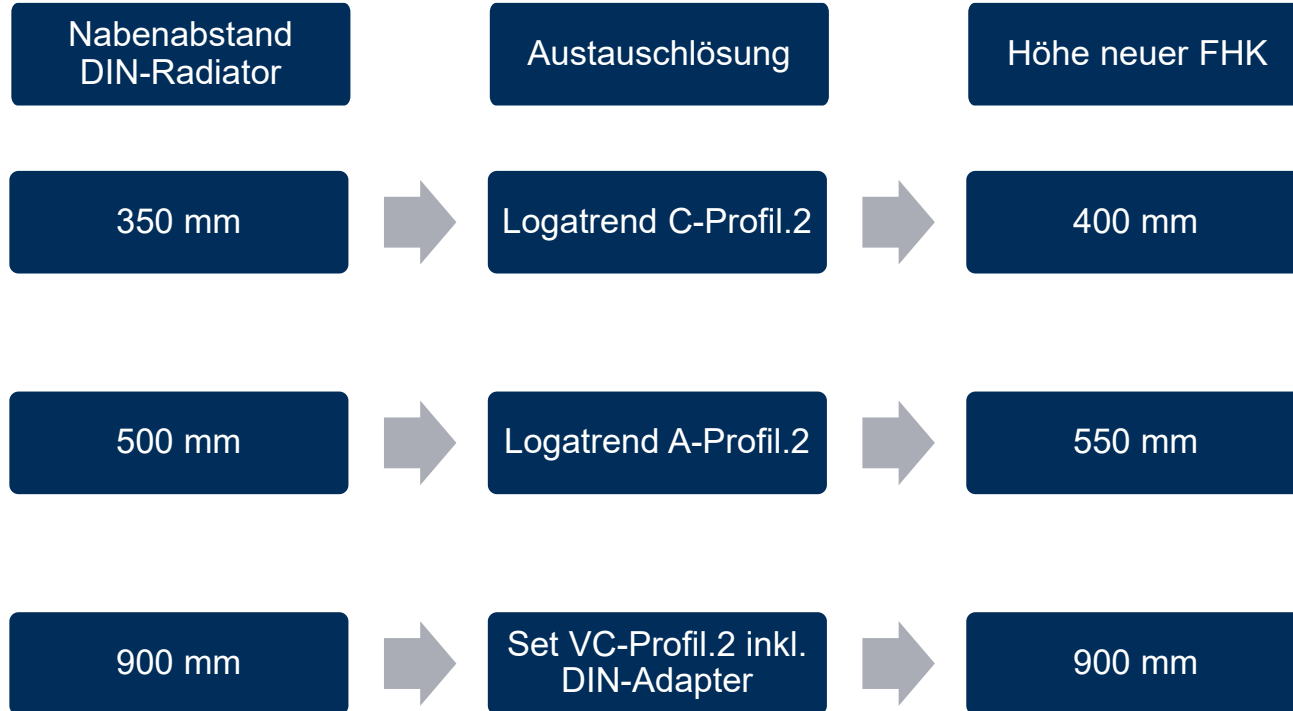 Nabenabstand
DIN-Radiator
Austauschlösung
Höhe neuer FHK
350 mm
Logatrend C-Profil.2
400 mm
500 mm
Logatrend A-Profil.2
550 mm
900 mm
Set VC-Profil.2 inkl.
DIN-Adapter
900 mm